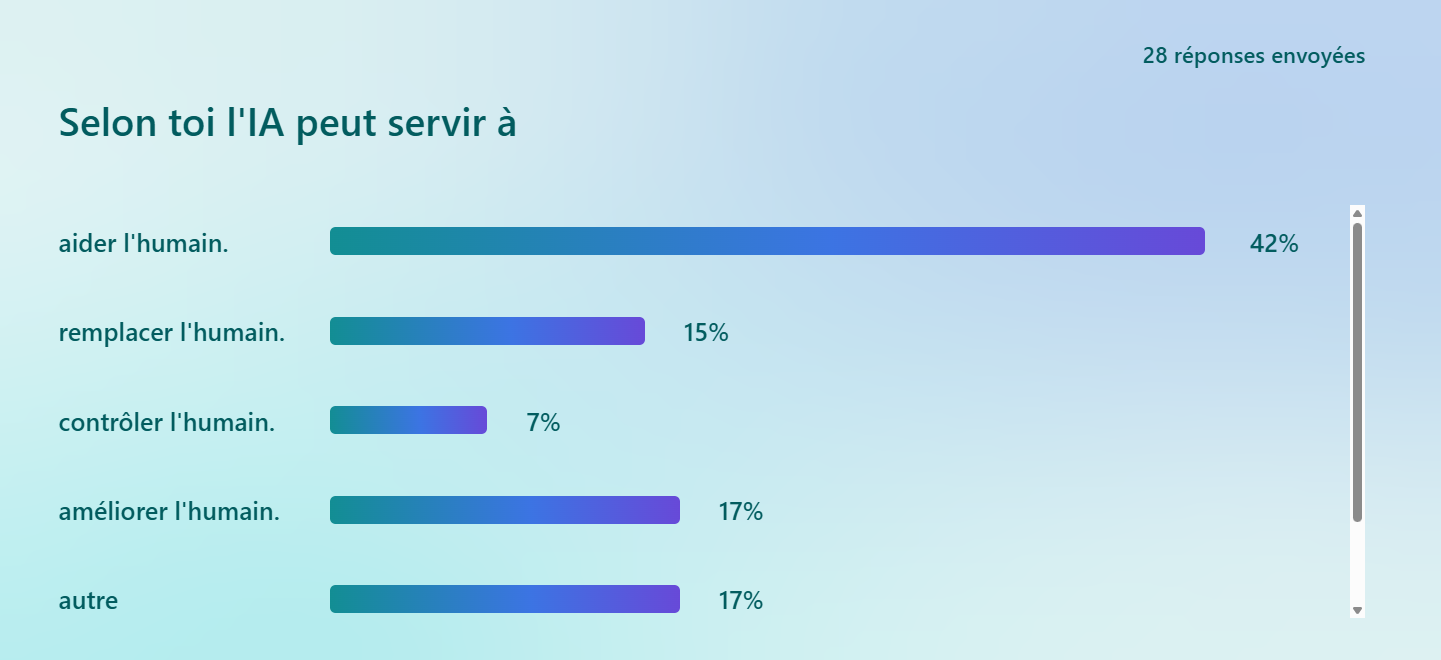 28 réponses envoyées
Selon toi l'IA peut servir à
aider l'humain. 42%
remplacer l'humain. 15%
contrôler l'humain. 7%
améliorer l'humain. 17%
autre 17%